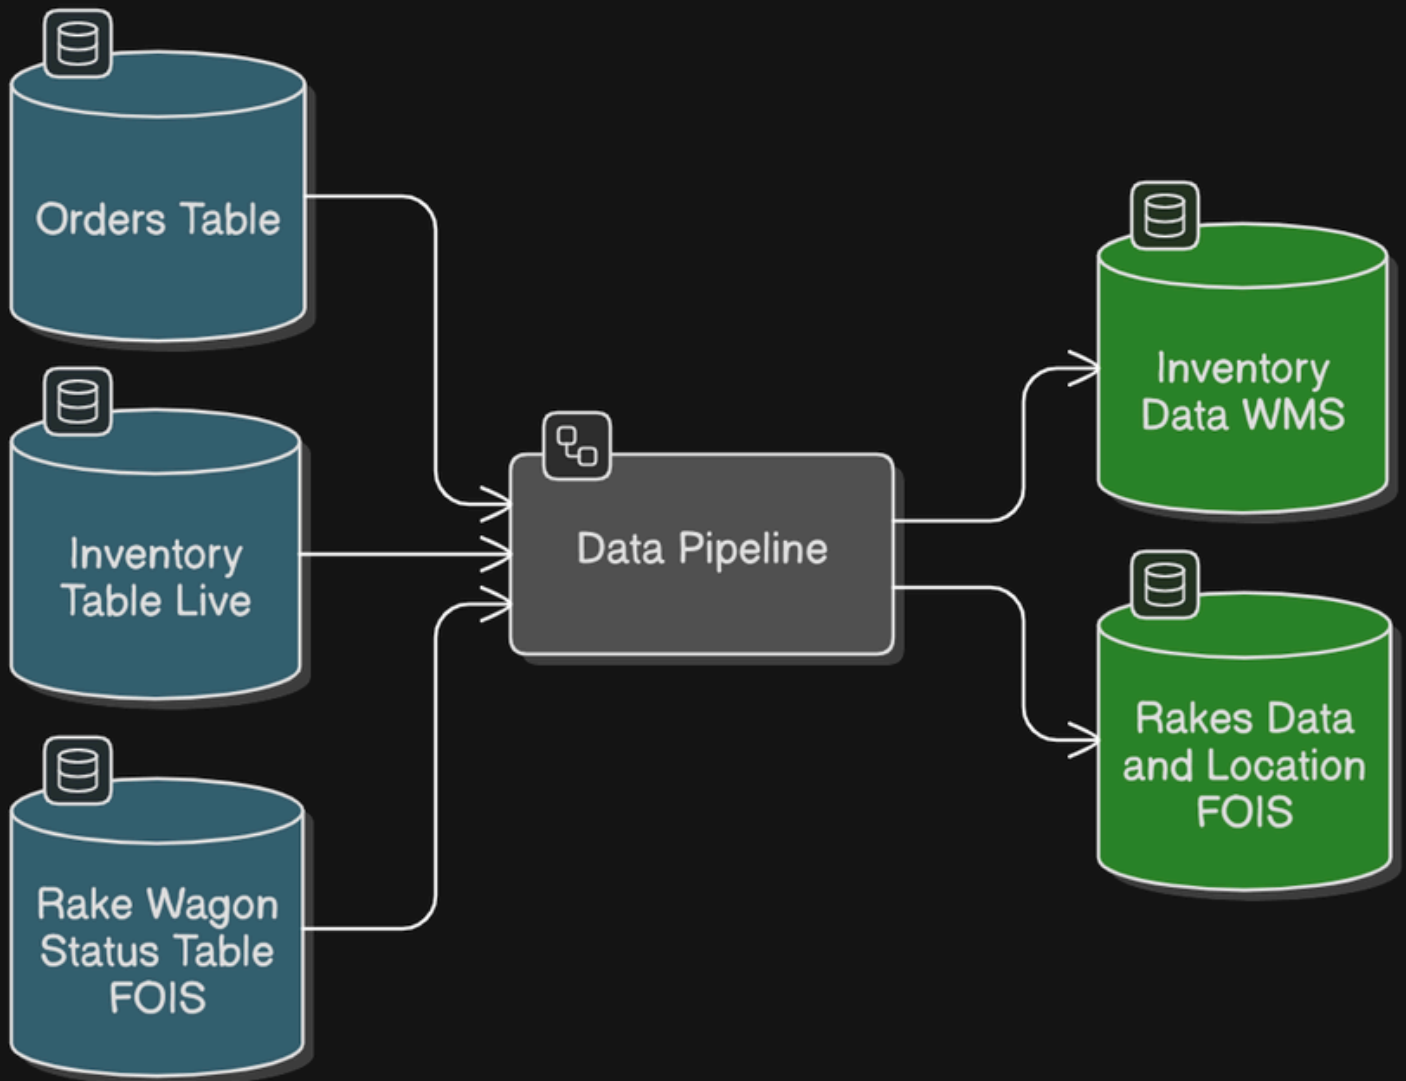 Orders Table
Inventory
Table Live
Rake Wagon
Status Table
FOIS
Data Pipeline
Inventory
Data WMS
Rakes Data
and Location
FOIS